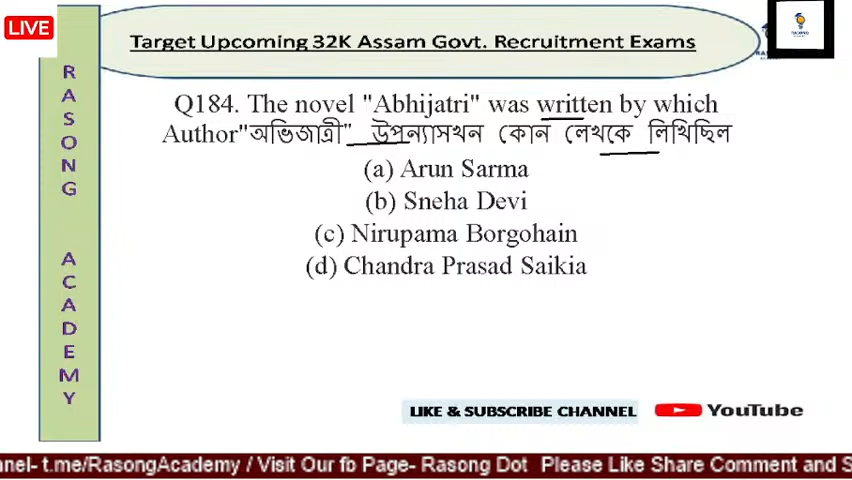 LIVE
Target Upcoming 32K Assam Govt. Recruitment Exams
RASONG
RASONG ACADEMY
Q184. The novel "Abhijatri" was written by which
Author"অভিজাত্ৰী" উপন্যাসখন কোন লেখকে লিখিছিল
(a) Arun Sarma
(b) Sneha Devi
(c) Nirupama Borgohain
(d) Chandra Prasad Saikia
LIKE & SUBSCRIBE CHANNEL YouTube
nnel- t.me/RasongAcademy / Visit Our fb Page- Rasong Dot Please Like Share Comment and S